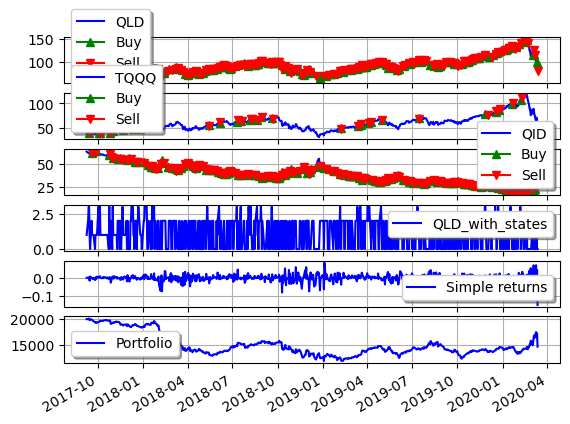 QLD
Buy
Sell
150
100
TQQQ
Buy
Sell
100
50
QID
Buy
Sell
50
25
QLD_with_states
2.5
0.0
Simple returns
0.0
−0.1
Portfolio
20000
15000
2017-10 2018-01 2018-04 2018-07 2018-10 2019-01 2019-04 2019-07 2019-10 2020-01 2020-04